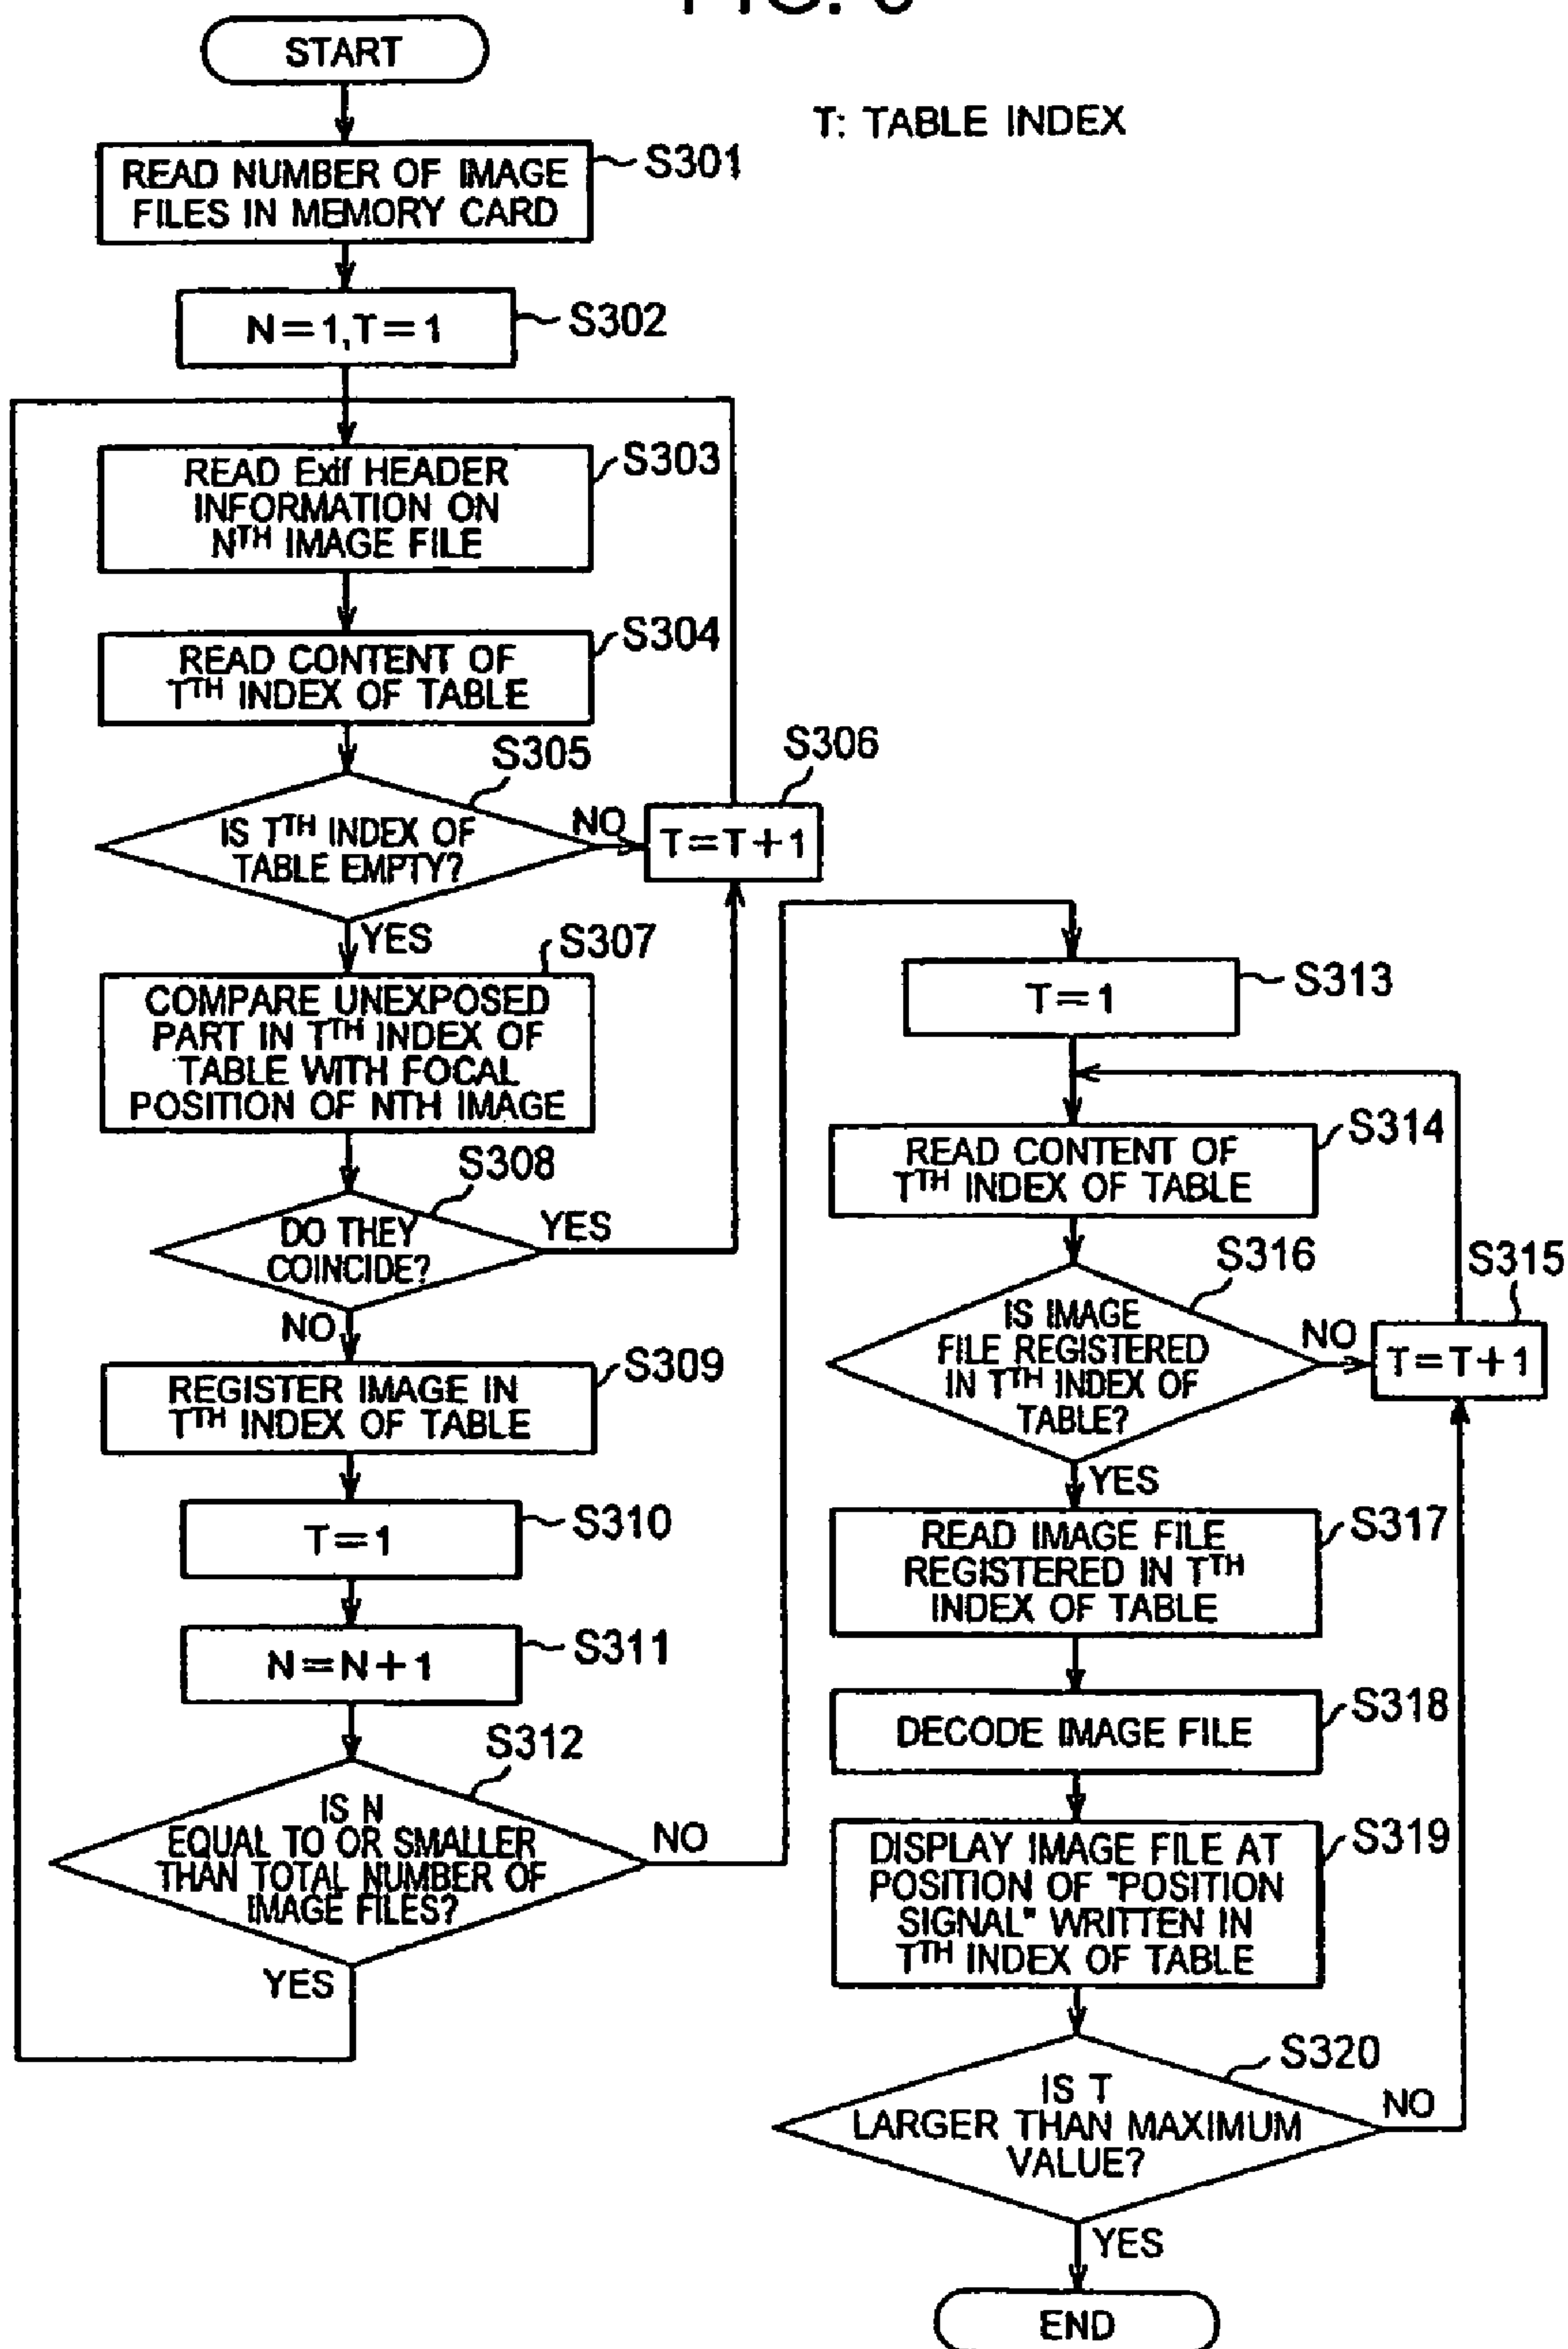 START
T: TABLE INDEX
READ NUMBER OF IMAGE
FILES IN MEMORY CARD
S301
N=1,T=1
S302
READ Exif HEADER
INFORMATION ON
NTH IMAGE FILE
S303
READ CONTENT OF
TTH INDEX OF TABLE
S304
IS TTH INDEX OF
TABLE EMPTY?
S305
NO
T=T+1
S306
YES
COMPARE UNEXPOSED
PART IN TTH INDEX OF
TABLE WITH FOCAL
POSITION OF NTH IMAGE
S307
DO THEY
COINCIDE?
S308
YES
NO
REGISTER IMAGE IN
TTH INDEX OF TABLE
S309
T=1
S310
N=N+1
S311
IS N
EQUAL TO OR SMALLER
THAN TOTAL NUMBER OF
IMAGE FILES?
S312
NO
YES
T=1
S313
READ CONTENT OF
TTH INDEX OF TABLE
S314
IS IMAGE
FILE REGISTERED
IN TTH INDEX OF
TABLE?
S316
NO
T=T+1
S315
YES
READ IMAGE FILE
REGISTERED IN TTH
INDEX OF TABLE
S317
DECODE IMAGE FILE
S318
DISPLAY IMAGE FILE AT
POSITION OF "POSITION
SIGNAL" WRITTEN IN
TTH INDEX OF TABLE
S319
IS T
LARGER THAN MAXIMUM
VALUE?
S320
NO
YES
END